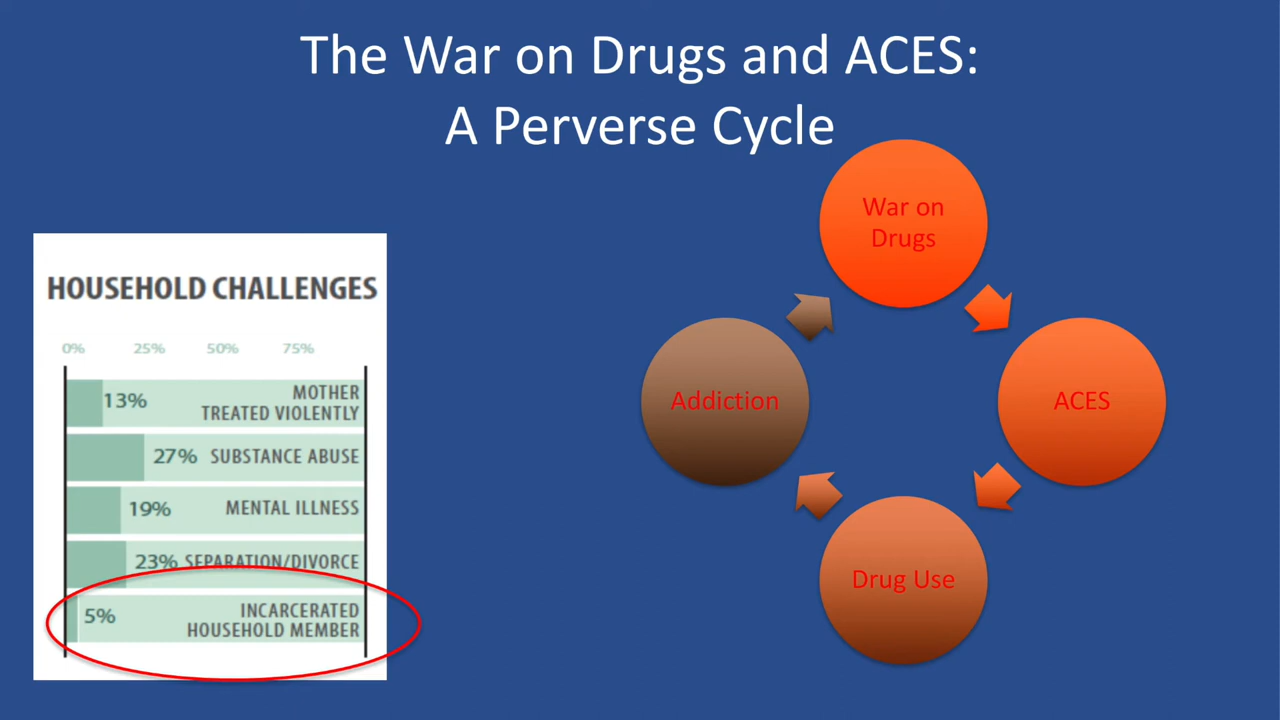 The War on Drugs and ACES:
A Perverse Cycle
HOUSEHOLD CHALLENGES
0% 25% 50% 75%
13% MOTHER
TREATED VIOLENTLY
27% SUBSTANCE ABUSE
19% MENTAL ILLNESS
23% SEPARATION/DIVORCE
5% INCARCERATED
HOUSEHOLD MEMBER
War on
Drugs
ACES
Drug Use
Addiction